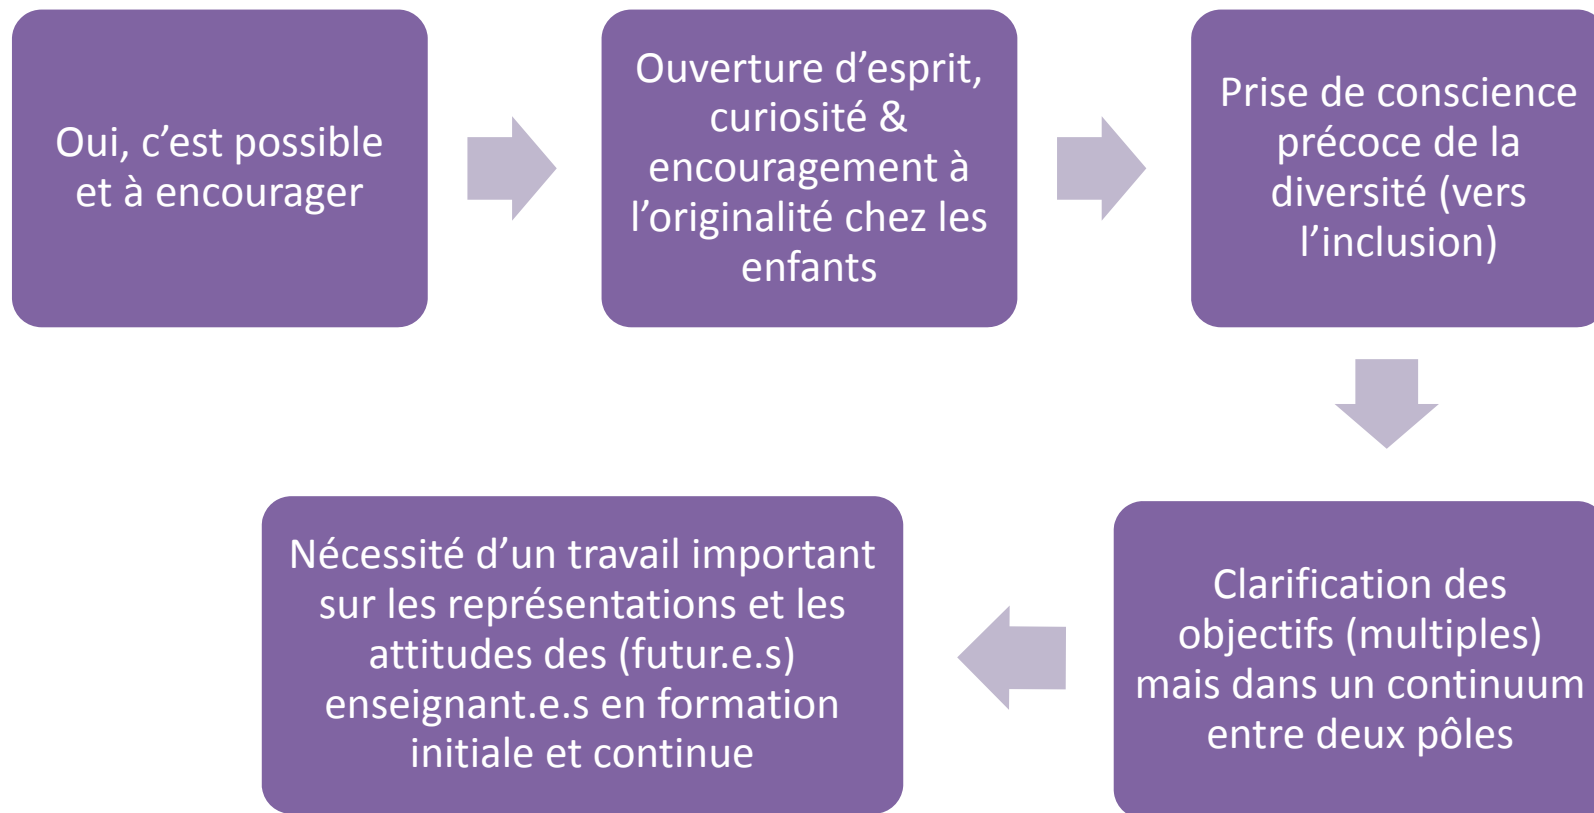 Oui, c’est possible
et à encourager
Ouverture d’esprit,
curiosité &
encouragement à
l’originalité chez les
enfants
Prise de conscience
précoce de la
diversité (vers
l’inclusion)
Clarification des
objectifs (multiples)
mais dans un continuum
entre deux pôles
Nécessité d’un travail important
sur les représentations et les
attitudes des (futur.e.s)
enseignant.e.s en formation
initiale et continue